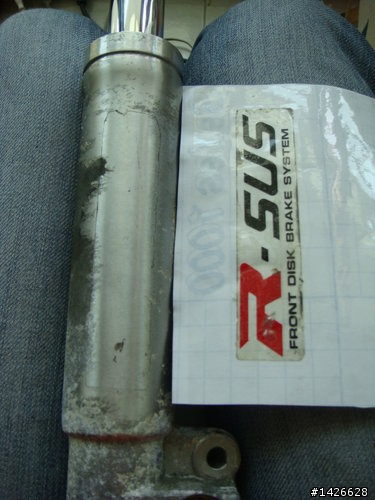 R-SUS
FRONT DISK BRAKE SYSTEM
#1426628